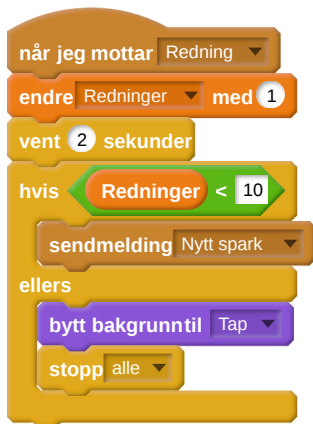 når jeg mottar Redning
endre Redninger med 1
vent 2 sekunder
hvis Redninger < 10
sendmelding Nytt spark
ellers
bytt bakgrunntil Tap
stopp alle